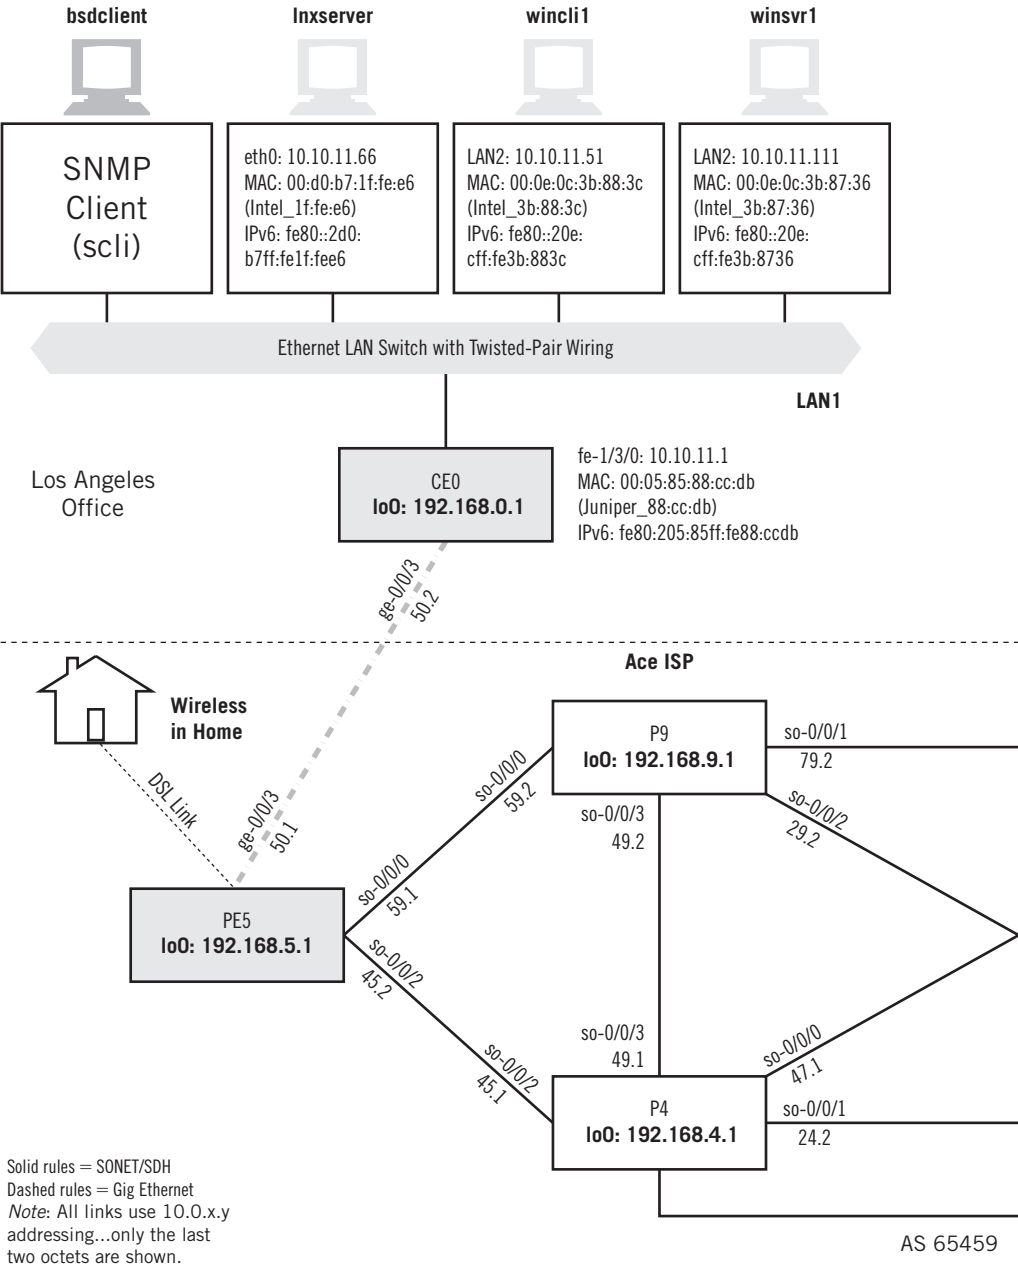 bsdclient
lnxserver
wincli1
winsvr1
SNMP
Client
(scli)
eth0: 10.10.11.66
MAC: 00:d0:b7:1f:fe:e6
(Intel_1f:fe:e6)
IPv6: fe80::2d0:
b7ff:fe1f:fee6
LAN2: 10.10.11.51
MAC: 00:0e:0c:3b:88:3c
(Intel_3b:88:3c)
IPv6: fe80::20e:
cff:fe3b:883c
LAN2: 10.10.11.111
MAC: 00:0e:0c:3b:87:36
(Intel_3b:87:36)
IPv6: fe80::20e:
cff:fe3b:8736
Ethernet LAN Switch with Twisted-Pair Wiring
LAN1
Los Angeles
Office
CE0
lo0: 192.168.0.1
fe-1/3/0: 10.10.11.1
MAC: 00:05:85:88:cc:db
(Juniper_88:cc:db)
IPv6: fe80:205:85ff:fe88:ccdb
ge-0/0/3
50.2
Ace ISP
Wireless
in Home
DSL Link
ge-0/0/3
50.1
P9
lo0: 192.168.9.1
so-0/0/1
79.2
so-0/0/0
59.2
so-0/0/3
49.2
so-0/0/2
29.2
so-0/0/0
59.1
PE5
lo0: 192.168.5.1
so-0/0/2
45.2
so-0/0/2
45.1
so-0/0/3
49.1
so-0/0/0
47.1
P4
lo0: 192.168.4.1
so-0/0/1
24.2
Solid rules = SONET/SDH
Dashed rules = Gig Ethernet
Note: All links use 10.0.x.y
addressing...only the last
two octets are shown.
AS 65459